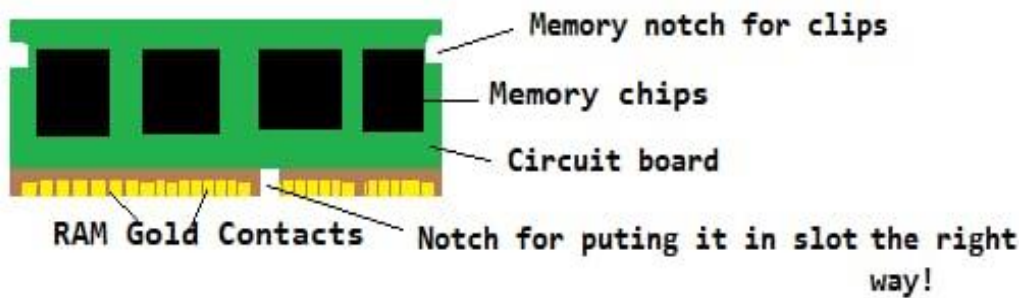 Memory notch for clips
Memory chips
Circuit board
RAM Gold Contacts
Notch for puting it in slot the right
way!